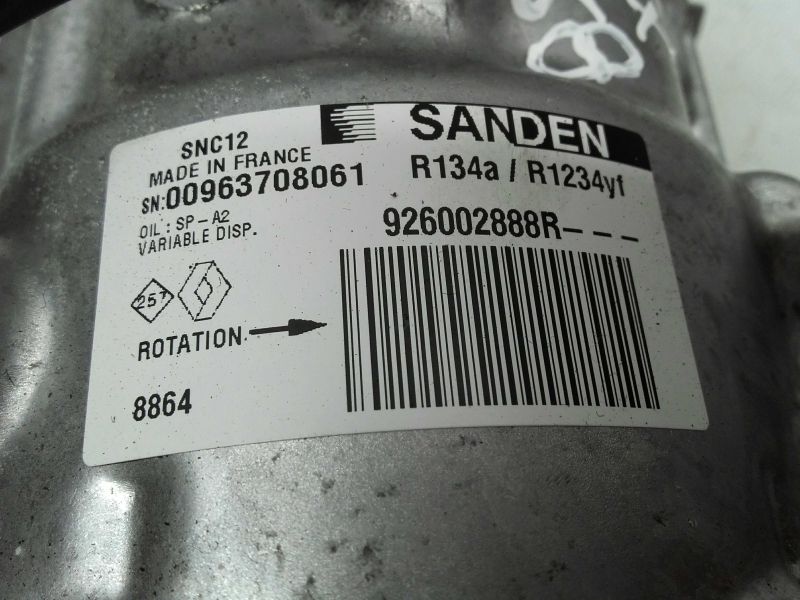 SNC12
MADE IN FRANCE
SN:00963708061
OIL : SP-A2
VARIABLE DISP.
SANDEN
R134a / R1234yf
926002888R---
257
ROTATION
8864